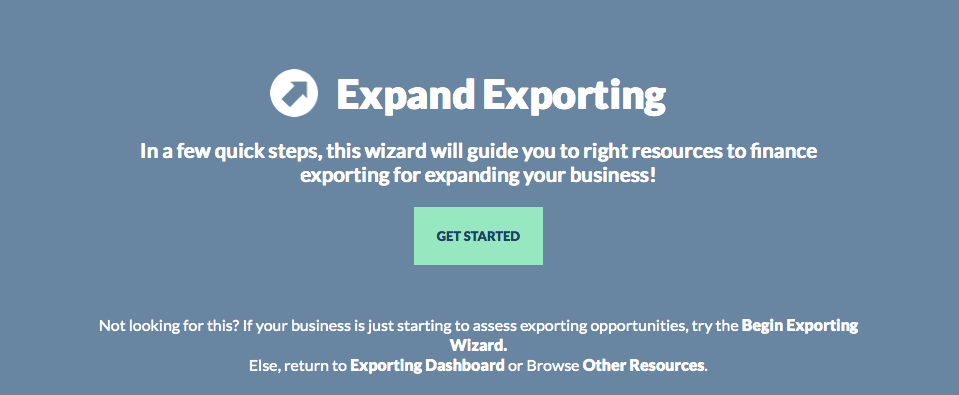 Expand Exporting
In a few quick steps, this wizard will guide you to right resources to finance
exporting for expanding your business!
GET STARTED
Not looking for this? If your business is just starting to assess exporting opportunities, try the Begin Exporting
Wizard.
Else, return to Exporting Dashboard or Browse Other Resources.